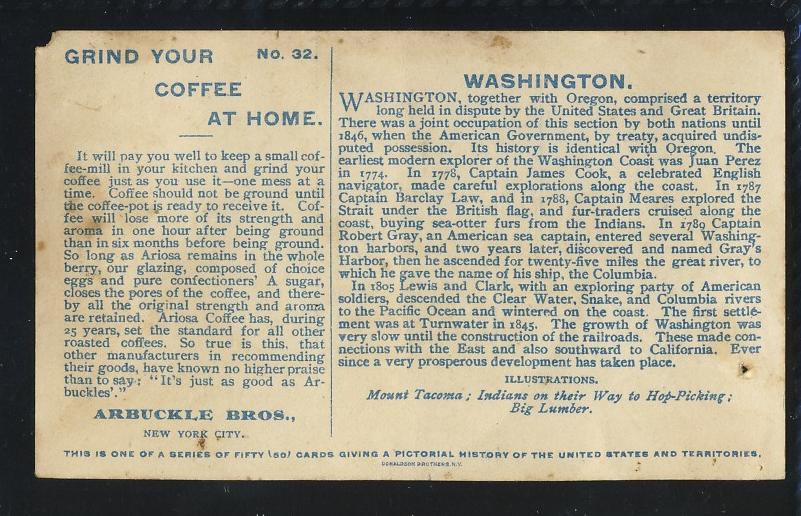 GRIND YOUR No. 32.
COFFEE
AT HOME.
It will pay you well to keep a small cof-
fee-mill in your kitchen and grind your
coffee just as you use it—one mess at a
time. Coffee should not be ground until
the coffee-pot is ready to receive it. Cof-
fee will lose more of its strength and
aroma in one hour after being ground
than in six months before being ground.
So long as Ariosa remains in the whole
berry, our glazing, composed of choice
eggs and pure confectioners' A sugar,
closes the pores of the coffee, and there-
by all the original strength and aroma
are retained. Ariosa Coffee has, during
25 years, set the standard for all other
roasted coffees. So true is this, that
other manufacturers in recommending
their goods, have known no higher praise
than to say: "It's just as good as Ar-
buckles'."
ARBUCKLE BROS.,
NEW YORK CITY.
WASHINGTON.
WASHINGTON, together with Oregon, comprised a territory
long held in dispute by the United States and Great Britain.
There was a joint occupation of this section by both nations until
1846, when the American Government, by treaty, acquired undis-
puted possession. Its history is identical with Oregon. The
earliest modern explorer of the Washington Coast was Juan Perez
in 1774. In 1778, Captain James Cook, a celebrated English
navigator, made careful explorations along the coast. In 1787
Captain Barclay Law, and in 1788, Captain Meares explored the
Strait under the British flag, and fur-traders cruised along the
coast, buying sea-otter furs from the Indians. In 1789 Captain
Robert Gray, an American sea captain, entered several Washing-
ton harbors, and two years later, discovered and named Gray's
Harbor, then he ascended for twenty-five miles the great river, to
which he gave the name of his ship, the Columbia.
In 1805 Lewis and Clark, with an exploring party of American
soldiers, descended the Clear Water, Snake, and Columbia rivers
to the Pacific Ocean and wintered on the coast. The first settle-
ment was at Turnwater in 1845. The growth of Washington was
very slow until the construction of the railroads. These made con-
nections with the East and also southward to California. Ever
since a very prosperous development has taken place.
ILLUSTRATIONS.
Mount Tacoma; Indians on their Way to Hop-Picking;
Big Lumber.
THIS IS ONE OF A SERIES OF FIFTY (50) CARDS GIVING A PICTORIAL HISTORY OF THE UNITED STATES AND TERRITORIES.
DONALDSON BROTHERS, N.Y.